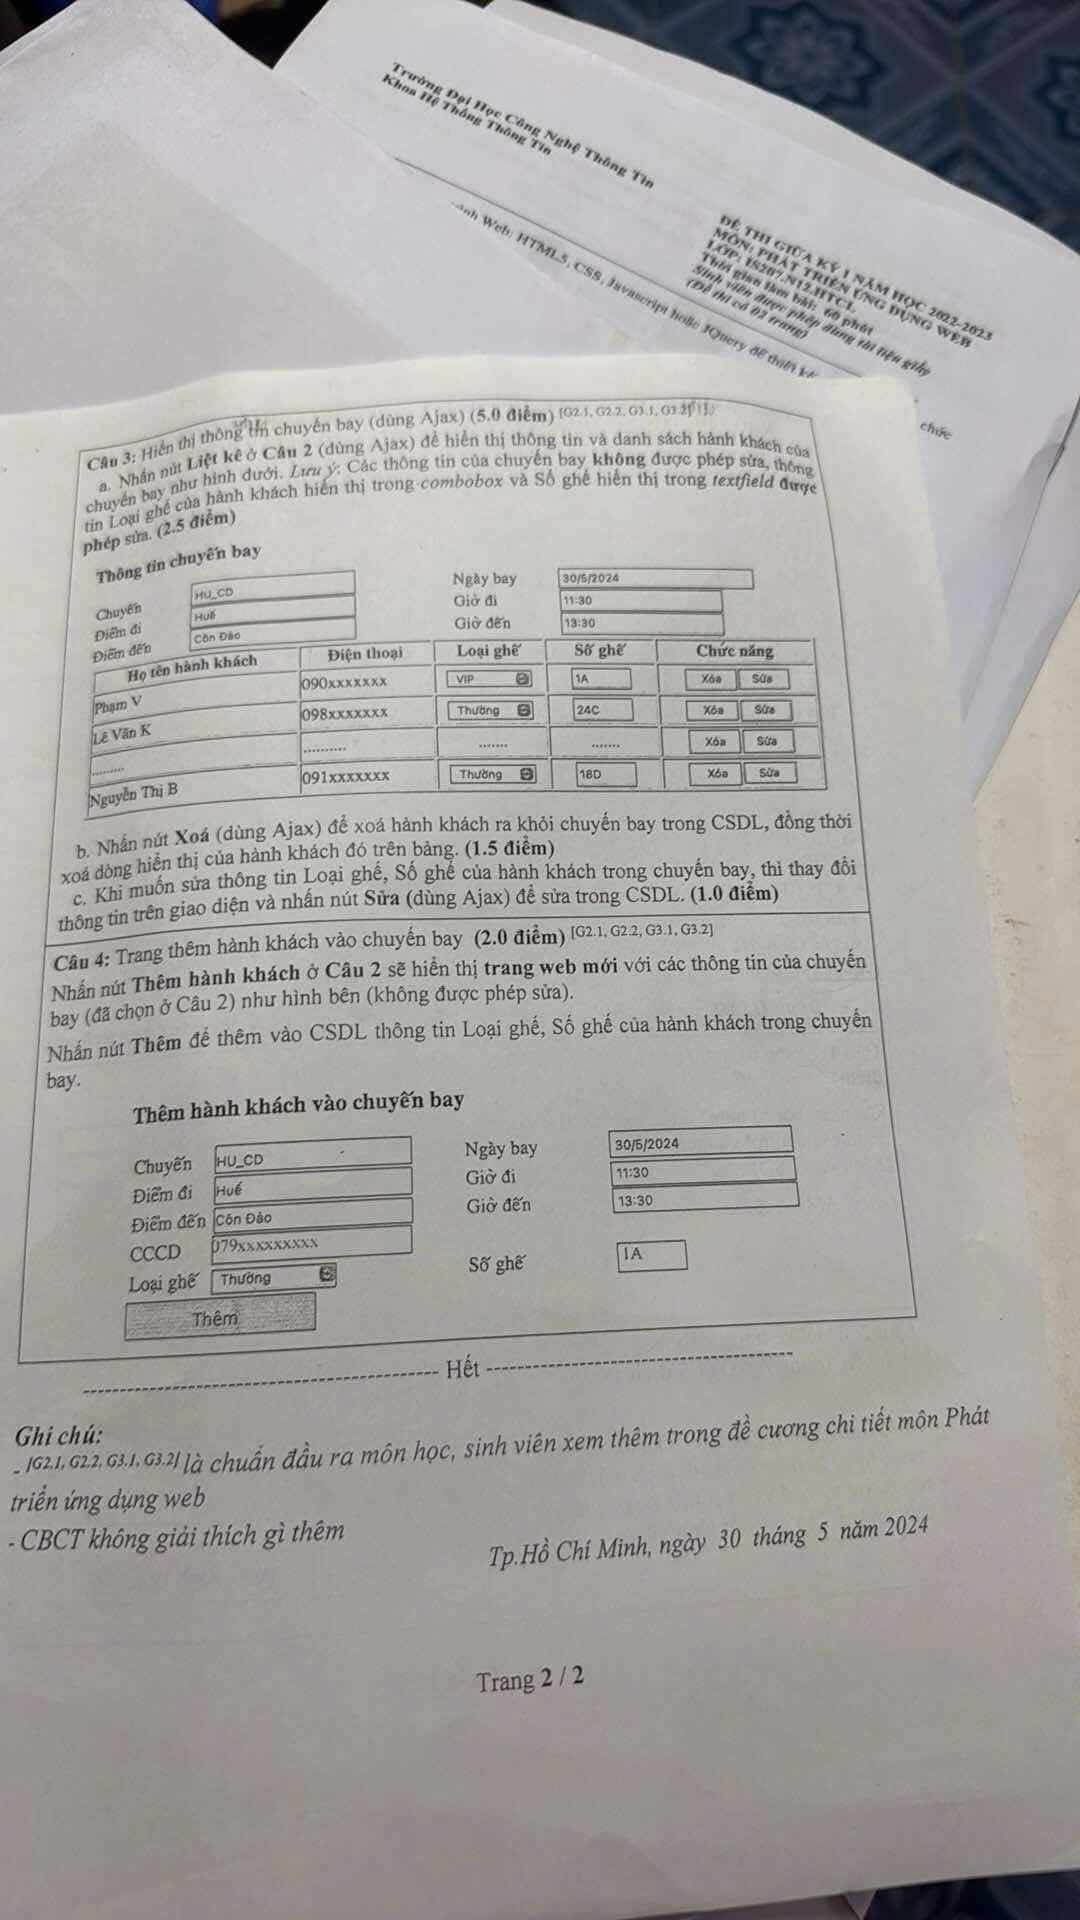 Trường Đại Học Công Nghệ Thông Tin
Khoa Hệ Thống Thông Tin
ĐỀ THI GIỮA KỲ 1 NĂM HỌC 2022-2023
MÔN: PHÁT TRIỂN ỨNG DỤNG WEB
LỚP: IS207.N12.HTCL
Thời gian làm bài: 60 phút
Sinh viên được phép dùng tài liệu giấy
(Đề thi có 02 trang)
Web: HTML5, CSS, Javascript hoặc JQuery để thiết kế
chức
Câu 3: Hiển thị thông tin chuyến bay (dùng Ajax) (5.0 điểm) [G2.1, G2.2, G3.1, G3.2]
a. Nhấn nút Liệt kê ở Câu 2 (dùng Ajax) để hiển thị thông tin và danh sách hành khách của
chuyến bay như hình dưới. Lưu ý: Các thông tin của chuyến bay không được phép sửa, thông
tin Loại ghế của hành khách hiển thị trong combobox và Số ghế hiển thị trong textfield được
phép sửa. (2.5 điểm)
Thông tin chuyến bay
Chuyến HU_CD Ngày bay 30/5/2024
Điểm đi Huế Giờ đi 11:30
Điểm đến Côn Đảo Giờ đến 13:30
Họ tên hành khách Điện thoại Loại ghế Số ghế Chức năng
Phạm V 090xxxxxxx VIP 1A Xóa Sửa
Lê Văn K 098xxxxxxx Thường 24C Xóa Sửa
......... .......... ....... ....... Xóa Sửa
Nguyễn Thị B 091xxxxxxx Thường 18D Xóa Sửa
b. Nhấn nút Xoá (dùng Ajax) để xoá hành khách ra khỏi chuyến bay trong CSDL, đồng thời
xoá dòng hiển thị của hành khách đó trên bảng. (1.5 điểm)
c. Khi muốn sửa thông tin Loại ghế, Số ghế của hành khách trong chuyến bay, thì thay đổi
thông tin trên giao diện và nhấn nút Sửa (dùng Ajax) để sửa trong CSDL. (1.0 điểm)
Câu 4: Trang thêm hành khách vào chuyến bay (2.0 điểm) [G2.1, G2.2, G3.1, G3.2]
Nhấn nút Thêm hành khách ở Câu 2 sẽ hiển thị trang web mới với các thông tin của chuyến
bay (đã chọn ở Câu 2) như hình bên (không được phép sửa).
Nhấn nút Thêm để thêm vào CSDL thông tin Loại ghế, Số ghế của hành khách trong chuyến
bay.
Thêm hành khách vào chuyến bay
Chuyến HU_CD Ngày bay 30/5/2024
Điểm đi Huế Giờ đi 11:30
Điểm đến Côn Đảo Giờ đến 13:30
CCCD 079xxxxxxxxx
Loại ghế Thường Số ghế 1A
Thêm
---------- Hết ----------
Ghi chú:
- [G2.1, G2.2, G3.1, G3.2] là chuẩn đầu ra môn học, sinh viên xem thêm trong đề cương chi tiết môn Phát
triển ứng dụng web
- CBCT không giải thích gì thêm
Tp.Hồ Chí Minh, ngày 30 tháng 5 năm 2024
Trang 2 / 2